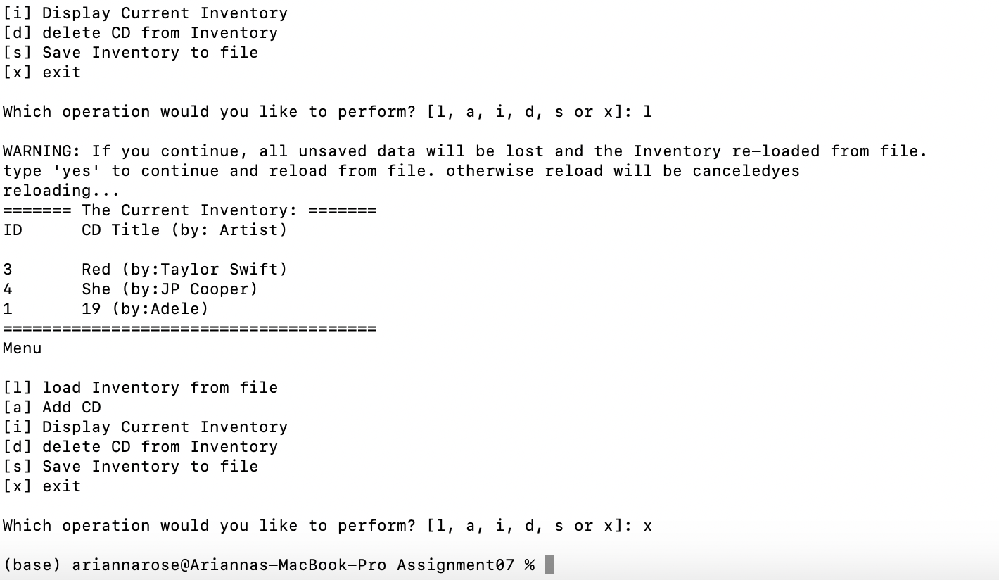 [i] Display Current Inventory
[d] delete CD from Inventory
[s] Save Inventory to file
[x] exit
Which operation would you like to perform? [l, a, i, d, s or x]: l
WARNING: If you continue, all unsaved data will be lost and the Inventory re-loaded from file.
type 'yes' to continue and reload from file. otherwise reload will be canceledyes
reloading...
======= The Current Inventory: =======
ID      CD Title (by: Artist)
3       Red (by:Taylor Swift)
4       She (by:JP Cooper)
1       19 (by:Adele)
======================================
Menu
[l] load Inventory from file
[a] Add CD
[i] Display Current Inventory
[d] delete CD from Inventory
[s] Save Inventory to file
[x] exit
Which operation would you like to perform? [l, a, i, d, s or x]: x
(base) ariannarose@Ariannas-MacBook-Pro Assignment07 %